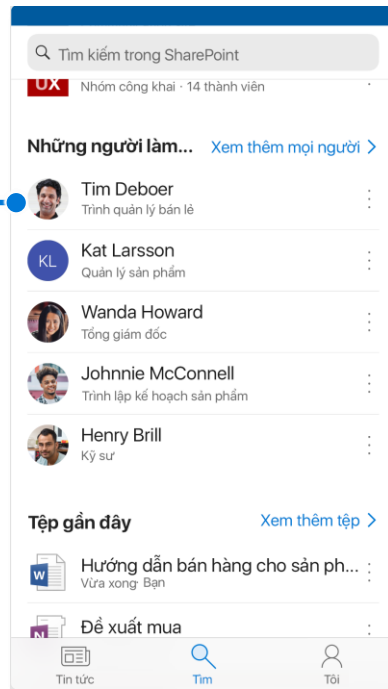 Tìm kiếm trong SharePoint
UX
Nhóm công khai · 14 thành viên
Những người làm... Xem thêm mọi người >
Tim Deboer
Trình quản lý bán lẻ
KL
Kat Larsson
Quản lý sản phẩm
Wanda Howard
Tổng giám đốc
Johnnie McConnell
Trình lập kế hoạch sản phẩm
Henry Brill
Kỹ sư
Tệp gần đây Xem thêm tệp >
W
Hướng dẫn bán hàng cho sản ph...
Vừa xong· Bạn
N
Đề xuất mua
Tin tức Tìm Tôi